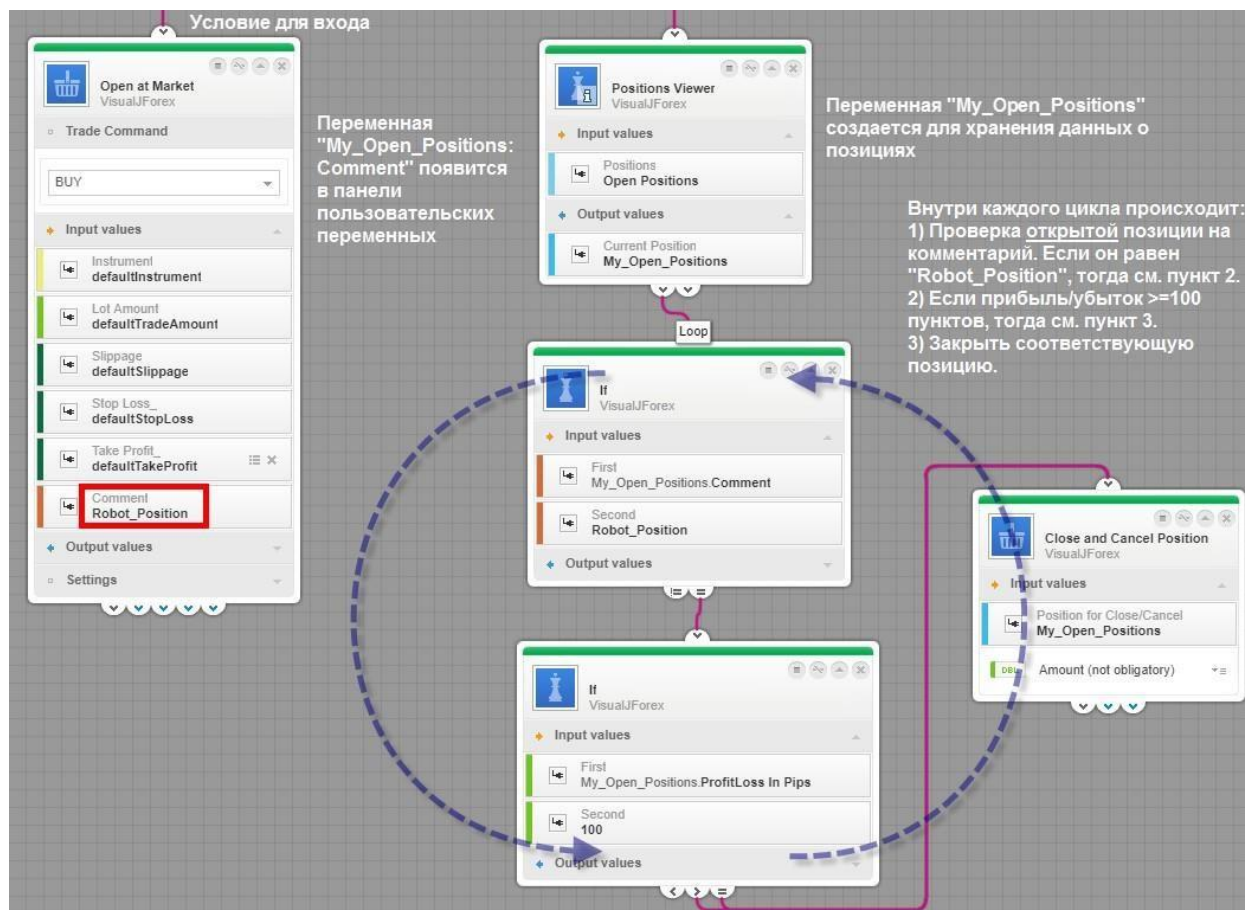 Условие для входа
Open at Market
VisualJForex
Trade Command
BUY
Input values
Instrument
defaultInstrument
Lot Amount
defaultTradeAmount
Slippage
defaultSlippage
Stop Loss_
defaultStopLoss
Take Profit_
defaultTakeProfit
Comment
Robot_Position
Output values
Settings
Переменная
"My_Open_Positions:
Comment" появится
в панели
пользовательских
переменных
Positions Viewer
VisualJForex
Input values
Positions
Open Positions
Output values
Current Position
My_Open_Positions
Loop
Переменная "My_Open_Positions"
создается для хранения данных о
позициях
Внутри каждого цикла происходит:
1) Проверка открытой позиции на
комментарий. Если он равен
"Robot_Position", тогда см. пункт 2.
2) Если прибыль/убыток >=100
пунктов, тогда см. пункт 3.
3) Закрыть соответствующую
позицию.
If
VisualJForex
Input values
First
My_Open_Positions.Comment
Second
Robot_Position
Output values
!= =
If
VisualJForex
Input values
First
My_Open_Positions.ProfitLoss In Pips
Second
100
Output values
< > =
Close and Cancel Position
VisualJForex
Input values
Position for Close/Cancel
My_Open_Positions
DBL Amount (not obligatory)